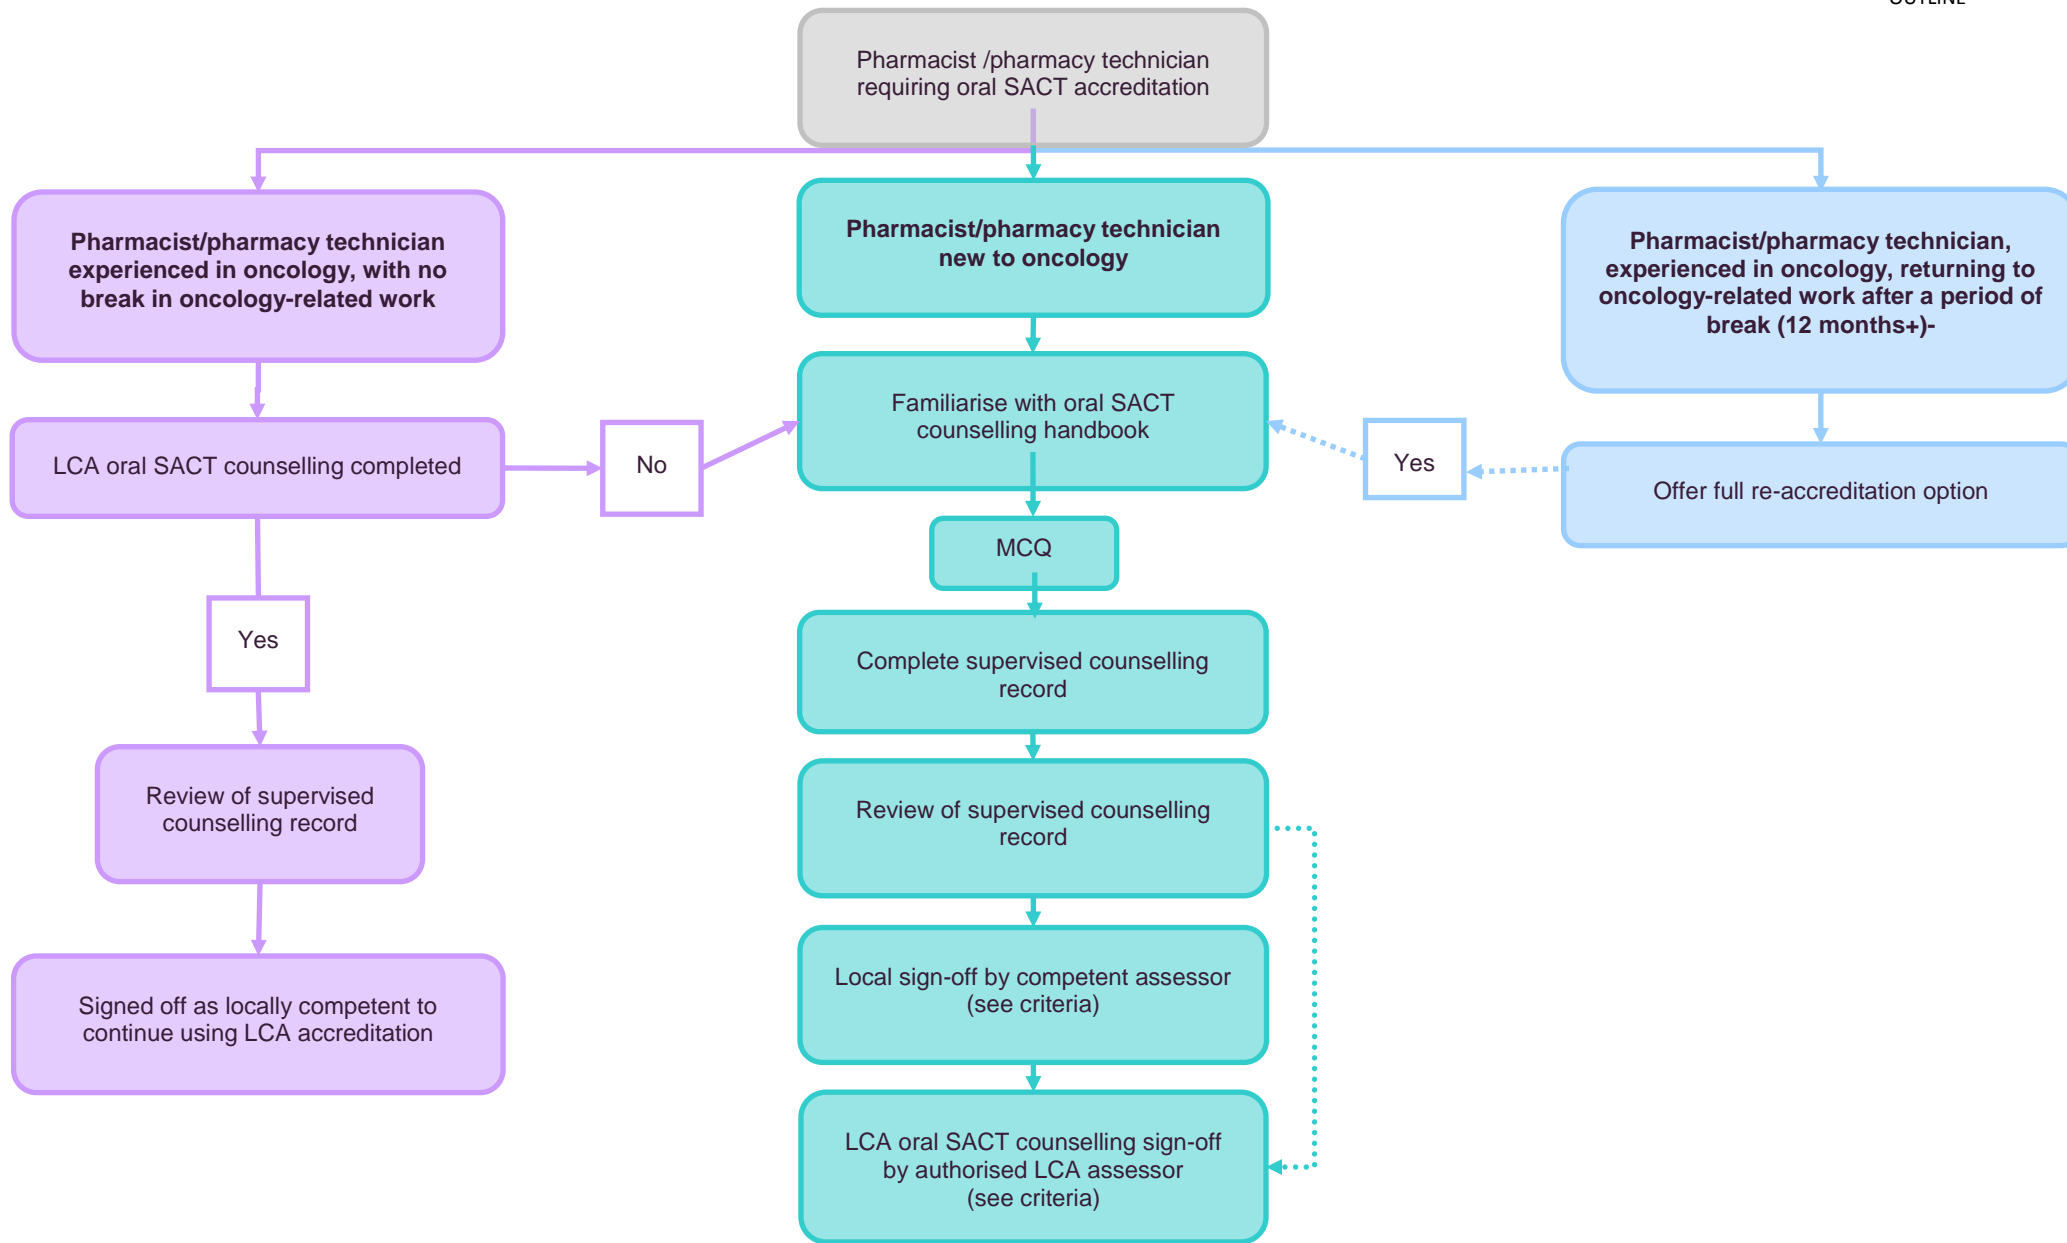 OUTLINE
Pharmacist /pharmacy technician
requiring oral SACT accreditation
Pharmacist/pharmacy technician
experienced in oncology, with no
break in oncology-related work
Pharmacist/pharmacy technician
new to oncology
Pharmacist/pharmacy technician,
experienced in oncology, returning to
oncology-related work after a period of
break (12 months+)-
LCA oral SACT counselling completed
No
Familiarise with oral SACT
counselling handbook
Yes
Offer full re-accreditation option
MCQ
Yes
Complete supervised counselling
record
Review of supervised
counselling record
Review of supervised counselling
record
Signed off as locally competent to
continue using LCA accreditation
Local sign-off by competent assessor
(see criteria)
LCA oral SACT counselling sign-off
by authorised LCA assessor
(see criteria)